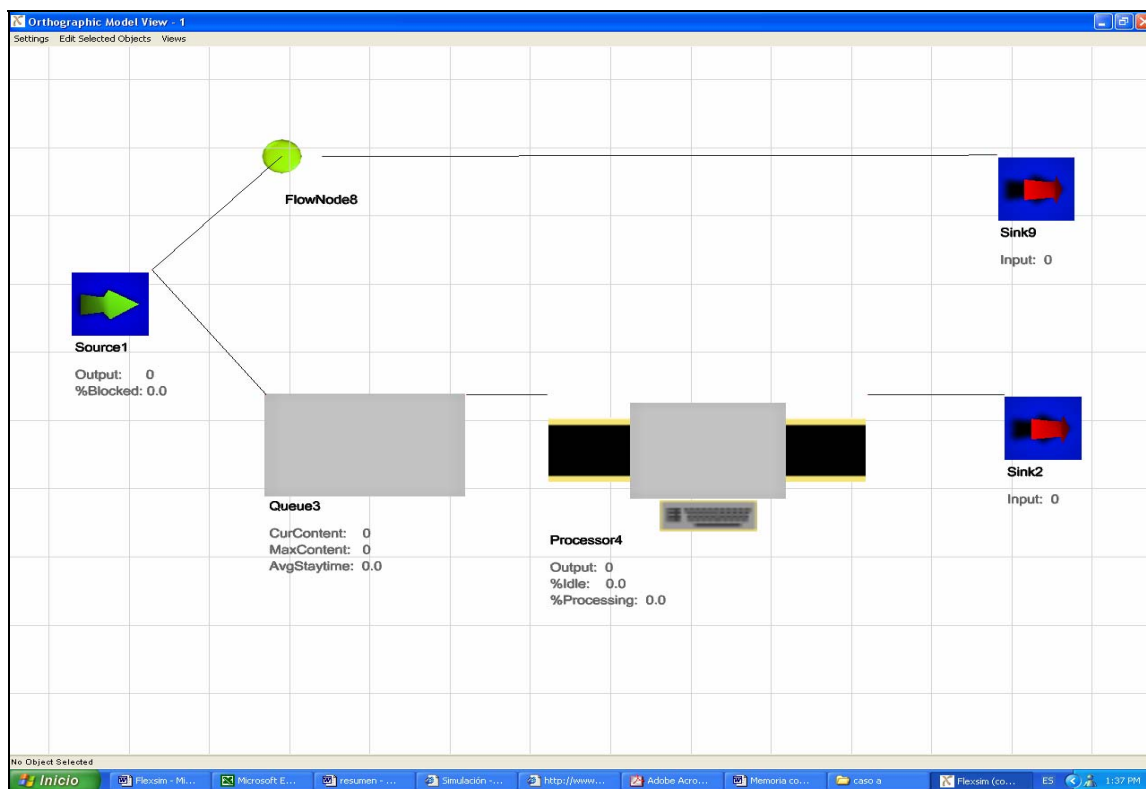 Orthographic Model View - 1
Settings Edit Selected Objects Views
FlowNode8
Sink9
Input: 0
Source1
Output: 0
%Blocked: 0.0
Queue3
CurContent: 0
MaxContent: 0
AvgStaytime: 0.0
Processor4
Output: 0
%Idle: 0.0
%Processing: 0.0
Sink2
Input: 0
No Object Selected
Inicio Flexsim - Mi... Microsoft E... resumen - ... Simulación -... http://www... Adobe Acro... Memoria co... caso a Flexsim (co... ES 1:37 PM